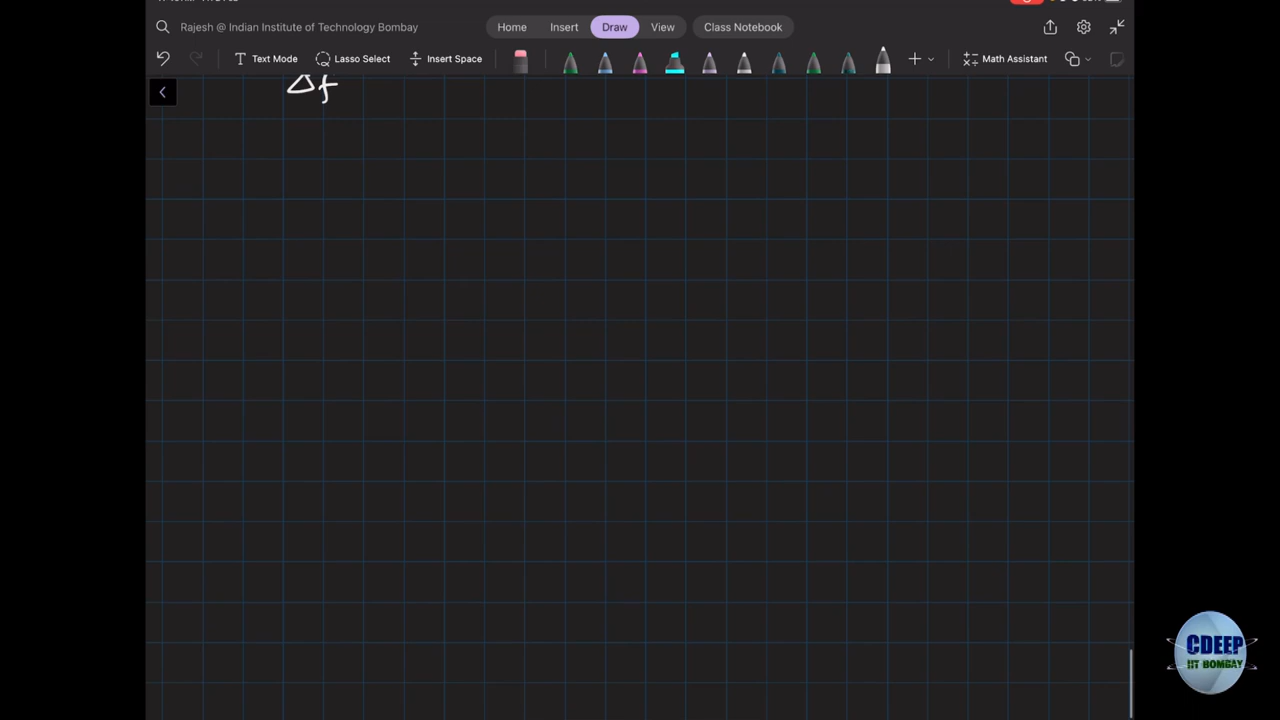 Rajesh @ Indian Institute of Technology Bombay
Home Insert Draw View Class Notebook
Text Mode Lasso Select Insert Space Math Assistant
Δf
CDEEP
IIT BOMBAY